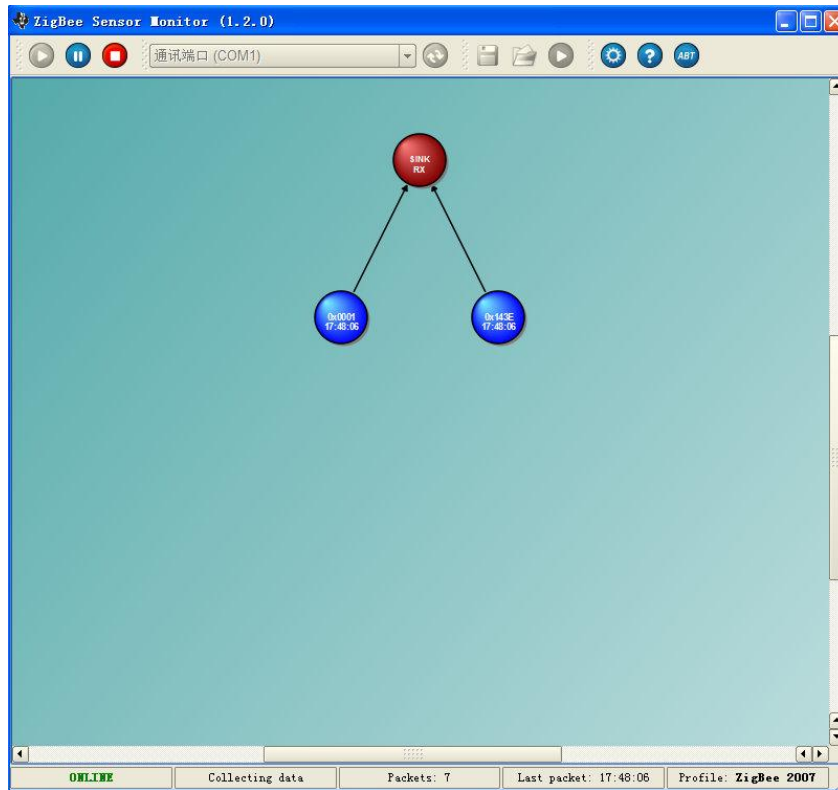 ZigBee Sensor Monitor (1.2.0)
通讯端口 (COM1)
?
ABT
SINK
RX
0x0001
17:48:06
0x143E
17:48:06
ONLINE
Collecting data
Packets: 7
Last packet: 17:48:06
Profile: ZigBee 2007